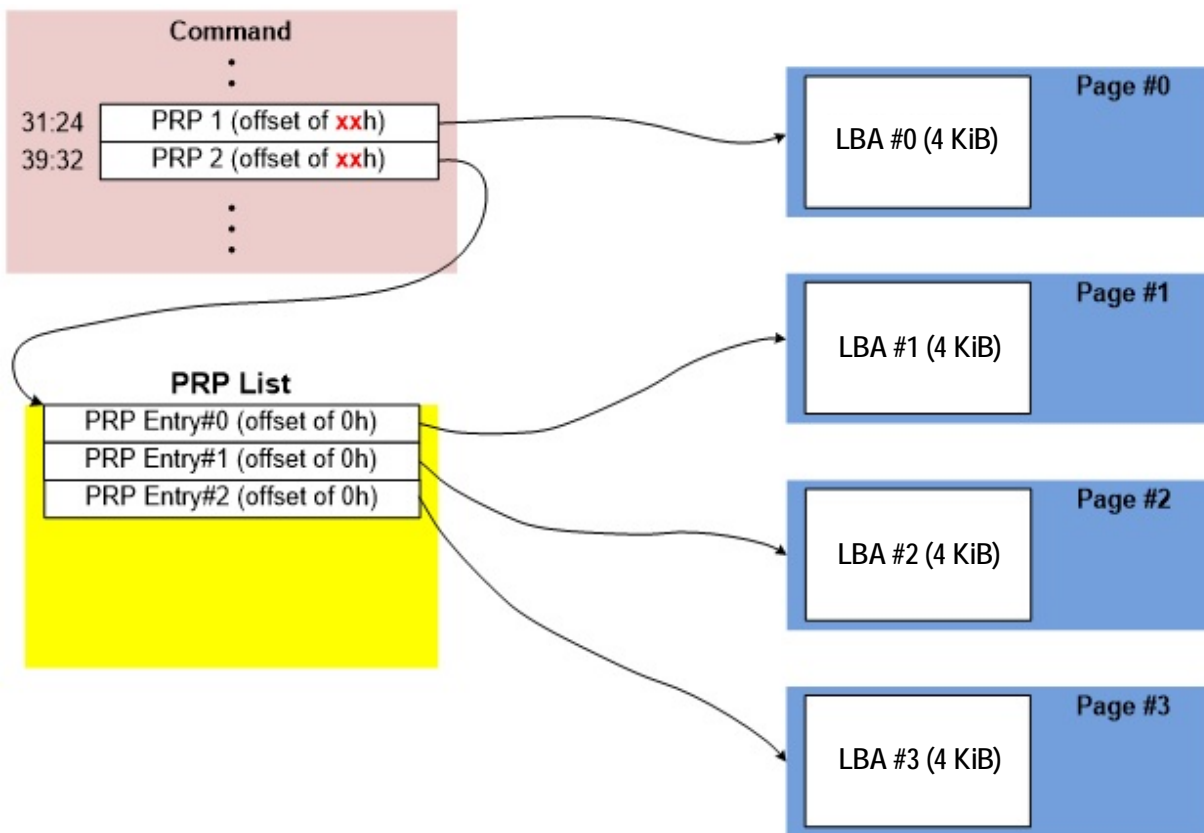 Command
31:24 PRP 1 (offset of xxh)
39:32 PRP 2 (offset of xxh)
PRP List
PRP Entry#0 (offset of 0h)
PRP Entry#1 (offset of 0h)
PRP Entry#2 (offset of 0h)
Page #0
LBA #0 (4 KiB)
Page #1
LBA #1 (4 KiB)
Page #2
LBA #2 (4 KiB)
Page #3
LBA #3 (4 KiB)